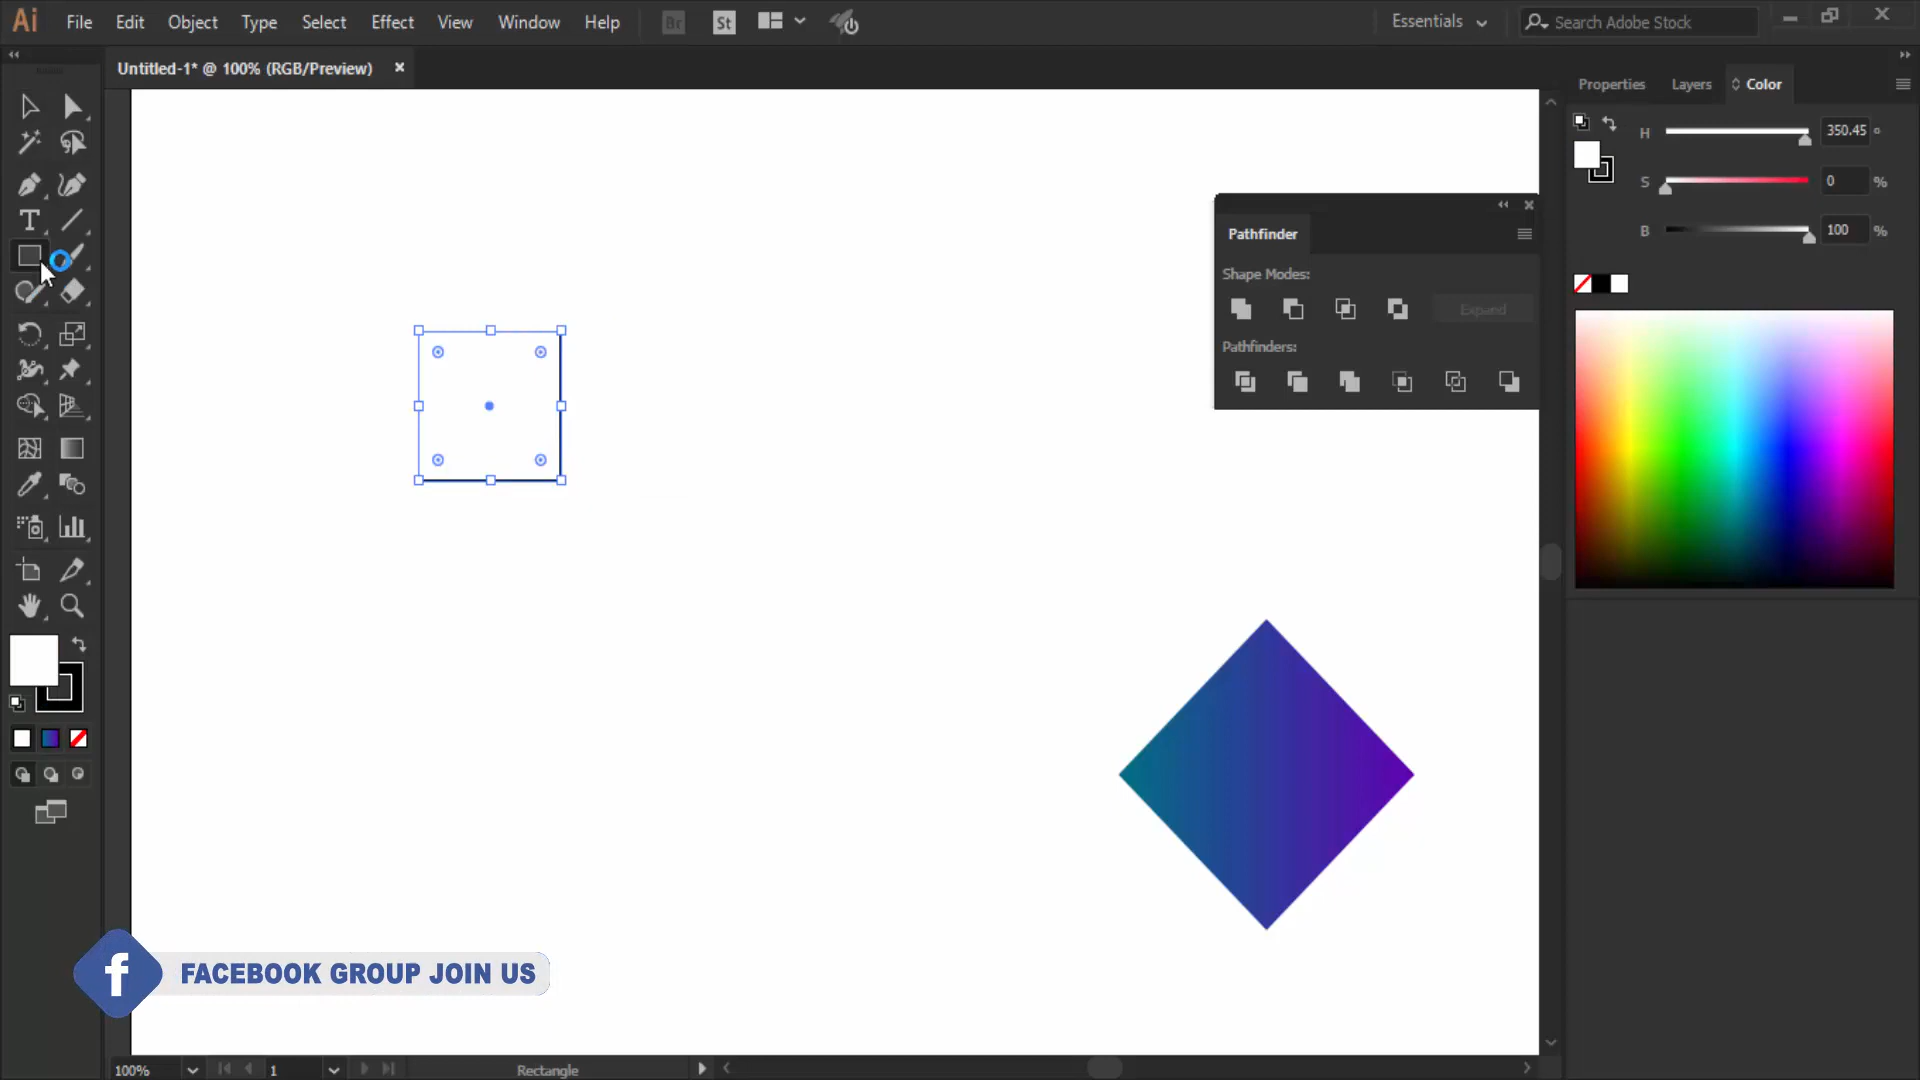 Ai File Edit Object Type Select Effect View Window Help Br St Essentials Search Adobe Stock
Untitled-1* @ 100% (RGB/Preview)
Properties Layers Color
H 350.45 °
S 0 %
B 100 %
Pathfinder
Shape Modes:
Expand
Pathfinders:
f FACEBOOK GROUP JOIN US
100% 1 Rectangle